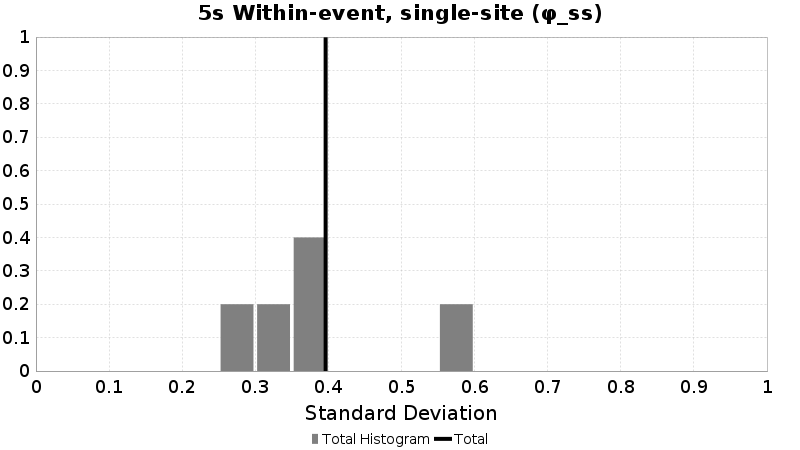 5s Within-event, single-site (φ_ss)
1
0.9
0.8
0.7
0.6
0.5
0.4
0.3
0.2
0.1
0
0 0.1 0.2 0.3 0.4 0.5 0.6 0.7 0.8 0.9 1
Standard Deviation
Total Histogram Total